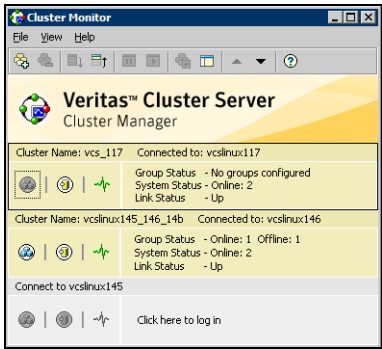 Cluster Monitor
File View Help
Veritas™ Cluster Server
Cluster Manager
Cluster Name: vcs_117 Connected to: vcslinux117
Group Status - No groups configured
System Status - Online: 2
Link Status - Up
Cluster Name: vcslinux145_146_14b Connected to: vcslinux146
Group Status - Online: 1 Offline: 1
System Status - Online: 2
Link Status - Up
Connect to vcslinux145
Click here to log in